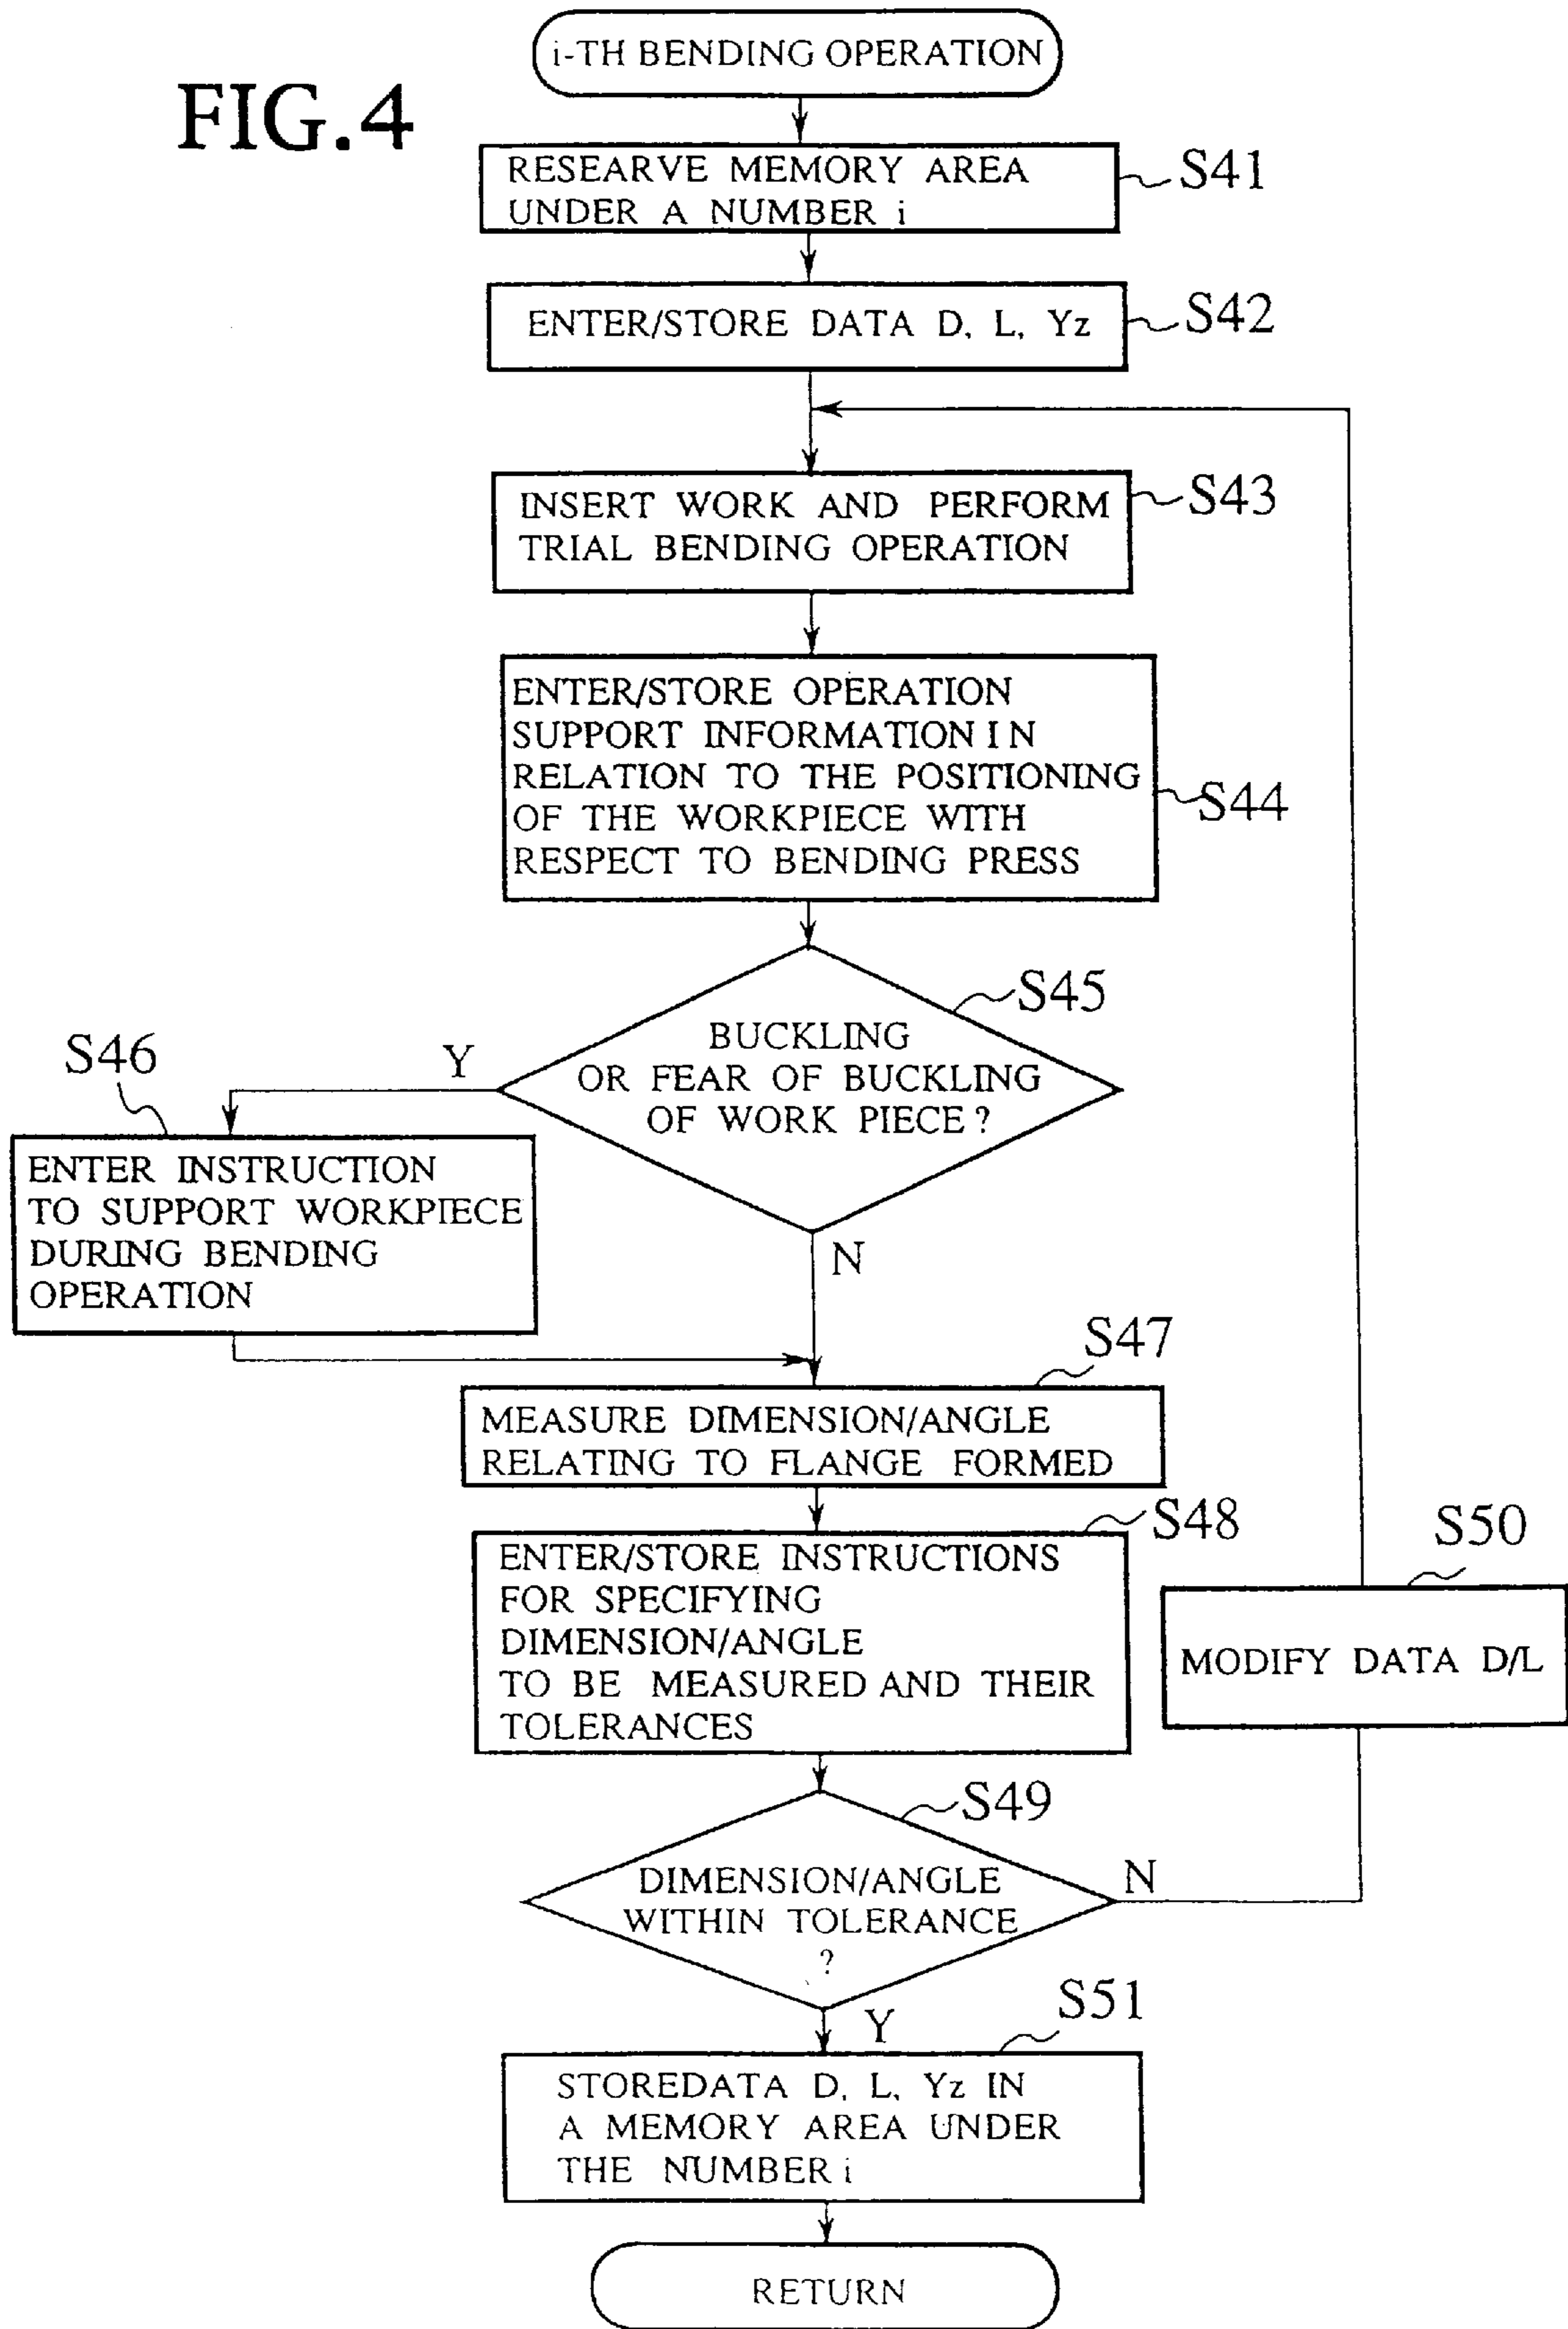 FIG.4
i-TH BENDING OPERATION
RESEARVE MEMORY AREA
UNDER A NUMBER i
S41
ENTER/STORE DATA D, L, Yz
S42
INSERT WORK AND PERFORM
TRIAL BENDING OPERATION
S43
ENTER/STORE OPERATION
SUPPORT INFORMATION IN
RELATION TO THE POSITIONING
OF THE WORKPIECE WITH
RESPECT TO BENDING PRESS
S44
BUCKLING
OR FEAR OF BUCKLING
OF WORK PIECE?
S45
Y
N
S46
ENTER INSTRUCTION
TO SUPPORT WORKPIECE
DURING BENDING
OPERATION
S47
MEASURE DIMENSION/ANGLE
RELATING TO FLANGE FORMED
S48
ENTER/STORE INSTRUCTIONS
FOR SPECIFYING
DIMENSION/ANGLE
TO BE MEASURED AND THEIR
TOLERANCES
S50
MODIFY DATA D/L
S49
DIMENSION/ANGLE
WITHIN TOLERANCE
?
N
Y
S51
STOREDATA D, L, Yz IN
A MEMORY AREA UNDER
THE NUMBER i
RETURN